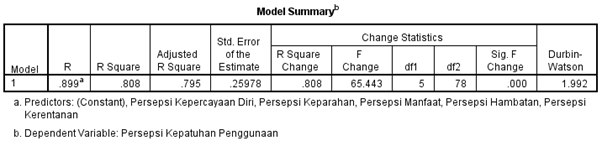 Model Summaryb
Change Statistics
Model R R Square Adjusted R Square Std. Error of the Estimate R Square Change F Change df1 df2 Sig. F Change Durbin-Watson
1 .899a .808 .795 .25978 .808 65.443 5 78 .000 1.992
a. Predictors: (Constant), Persepsi Kepercayaan Diri, Persepsi Keparahan, Persepsi Manfaat, Persepsi Hambatan, Persepsi
Kerentanan
b. Dependent Variable: Persepsi Kepatuhan Penggunaan